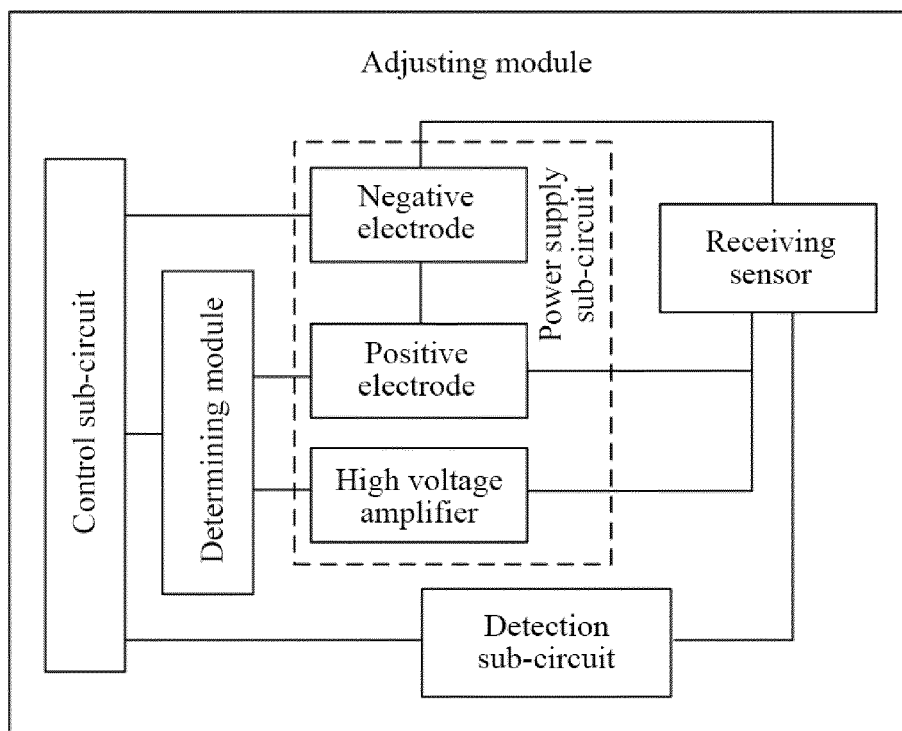 Adjusting module
Control sub-circuit
Determining module
Negative
electrode
Positive
electrode
High voltage
amplifier
Power supply
sub-circuit
Receiving
sensor
Detection
sub-circuit